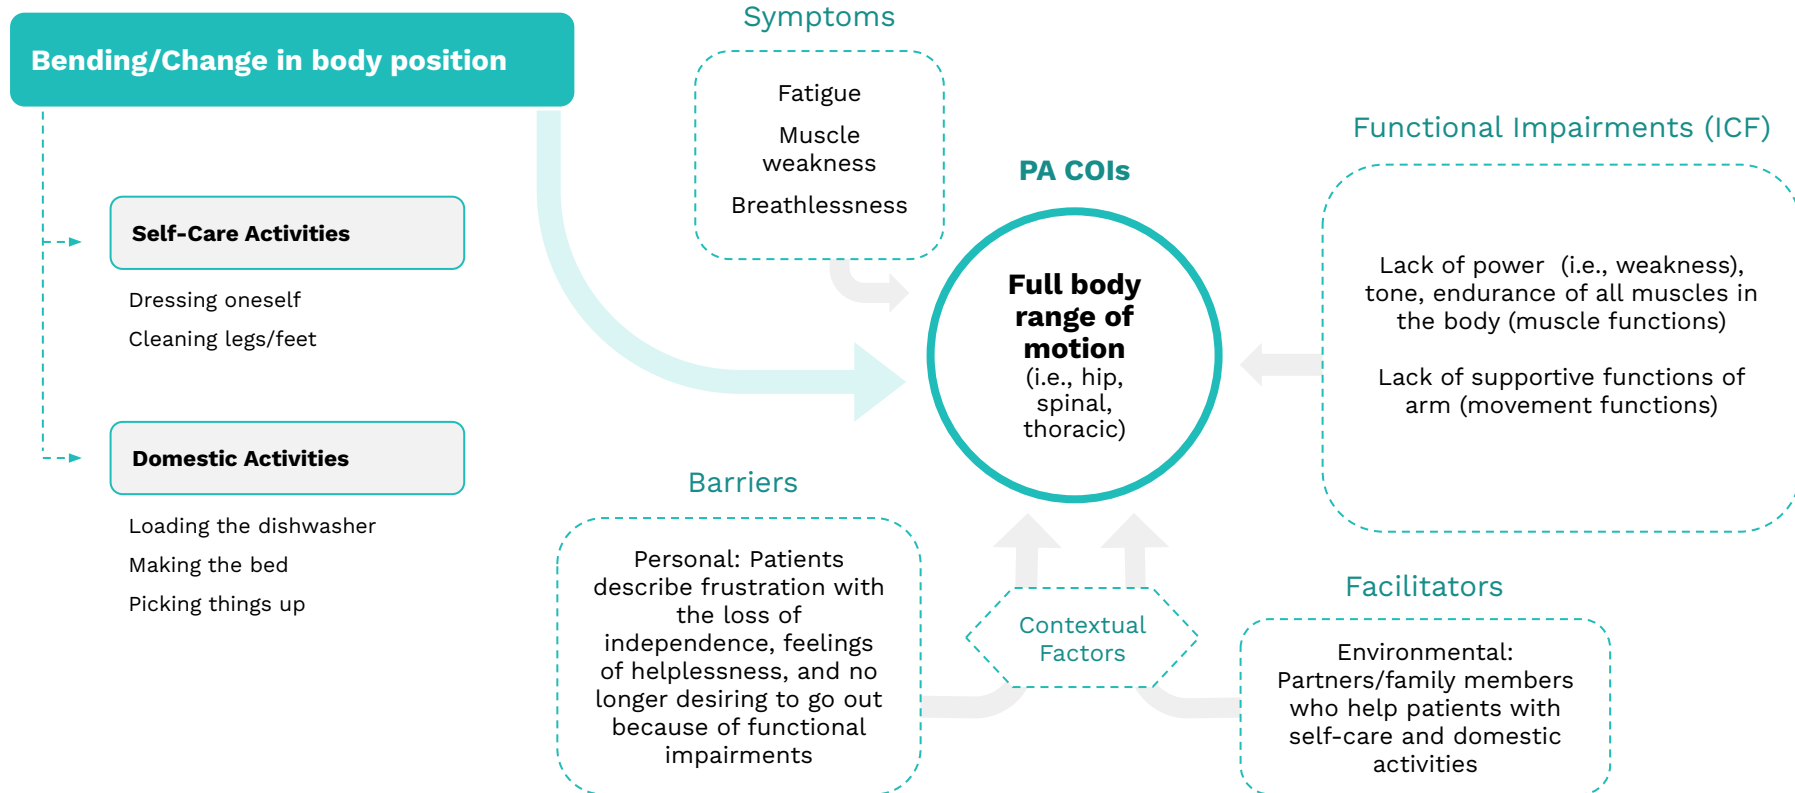 Bending/Change in body position
Self-Care Activities
Dressing oneself
Cleaning legs/feet
Domestic Activities
Loading the dishwasher
Making the bed
Picking things up
Symptoms
Fatigue
Muscle
weakness
Breathlessness
PA COIs
Full body
range of
motion
(i.e., hip,
spinal,
thoracic)
Functional Impairments (ICF)
Lack of power (i.e., weakness),
tone, endurance of all muscles in
the body (muscle functions)
Lack of supportive functions of
arm (movement functions)
Barriers
Personal: Patients
describe frustration with
the loss of
independence, feelings
of helplessness, and no
longer desiring to go out
because of functional
impairments
Contextual
Factors
Facilitators
Environmental:
Partners/family members
who help patients with
self-care and domestic
activities